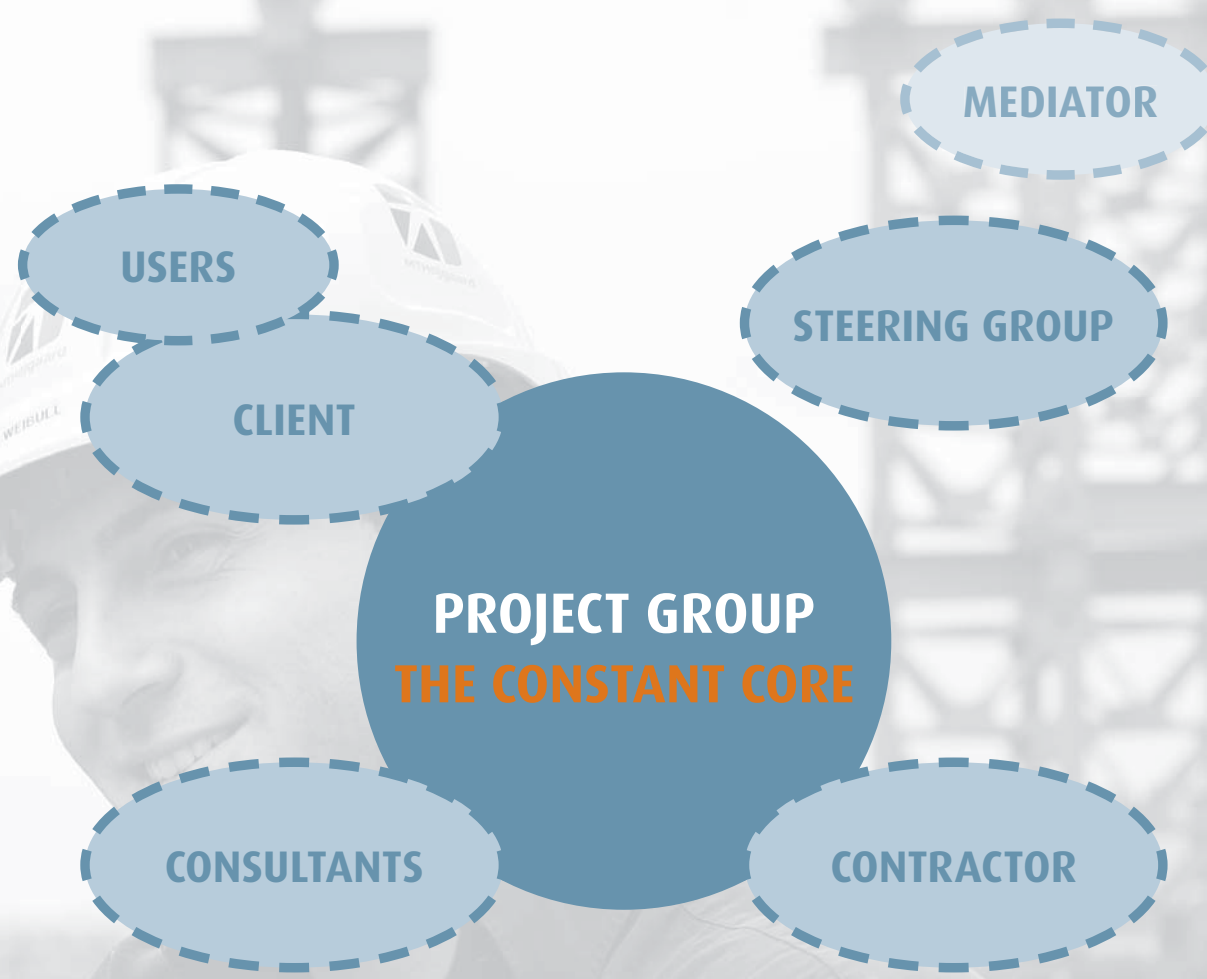 MEDIATOR
USERS
STEERING GROUP
CLIENT
WEIBULL
PROJECT GROUP
THE CONSTANT CORE
CONSULTANTS
CONTRACTOR